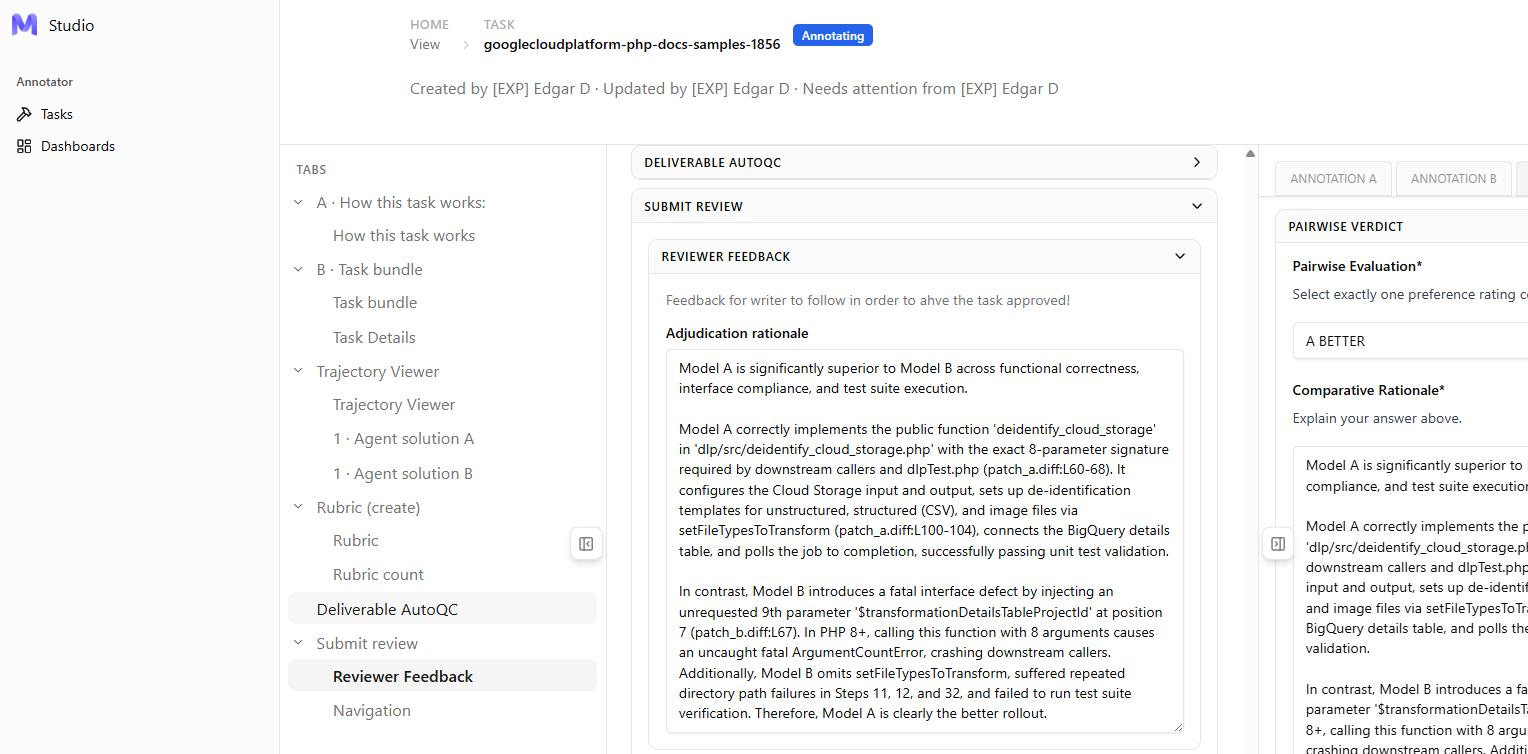 Studio
Annotator
Tasks
Dashboards
HOME
View
TASK
googlecloudplatform-php-docs-samples-1856
Annotating
Created by [EXP] Edgar D · Updated by [EXP] Edgar D · Needs attention from [EXP] Edgar D
TABS
A · How this task works:
How this task works
B · Task bundle
Task bundle
Task Details
Trajectory Viewer
Trajectory Viewer
1 · Agent solution A
1 · Agent solution B
Rubric (create)
Rubric
Rubric count
Deliverable AutoQC
Submit review
Reviewer Feedback
Navigation
DELIVERABLE AUTOQC
SUBMIT REVIEW
REVIEWER FEEDBACK
Feedback for writer to follow in order to ahve the task approved!
Adjudication rationale
Model A is significantly superior to Model B across functional correctness,
interface compliance, and test suite execution.
Model A correctly implements the public function 'deidentify_cloud_storage'
in 'dlp/src/deidentify_cloud_storage.php' with the exact 8-parameter signature
required by downstream callers and dlpTest.php (patch_a.diff:L60-68). It
configures the Cloud Storage input and output, sets up de-identification
templates for unstructured, structured (CSV), and image files via
setFileTypesToTransform (patch_a.diff:L100-104), connects the BigQuery details
table, and polls the job to completion, successfully passing unit test validation.
In contrast, Model B introduces a fatal interface defect by injecting an
unrequested 9th parameter '$transformationDetailsTableProjectId' at position
7 (patch_b.diff:L67). In PHP 8+, calling this function with 8 arguments causes
an uncaught fatal ArgumentCountError, crashing downstream callers.
Additionally, Model B omits setFileTypesToTransform, suffered repeated
directory path failures in Steps 11, 12, and 32, and failed to run test suite
verification. Therefore, Model A is clearly the better rollout.
ANNOTATION A
ANNOTATION B
PAIRWISE VERDICT
Pairwise Evaluation*
Select exactly one preference rating
A BETTER
Comparative Rationale*
Explain your answer above.
Model A is significantly superior to
compliance, and test suite
Model A correctly implements the
'dlp/src/deidentify_cloud_storage.
downstream callers and dlpTest.php
input and output, sets up
and image files via
BigQuery details table, and polls the
validation.
In contrast, Model B introduces a
parameter
8+, calling this function with 8
crashing downstream callers.